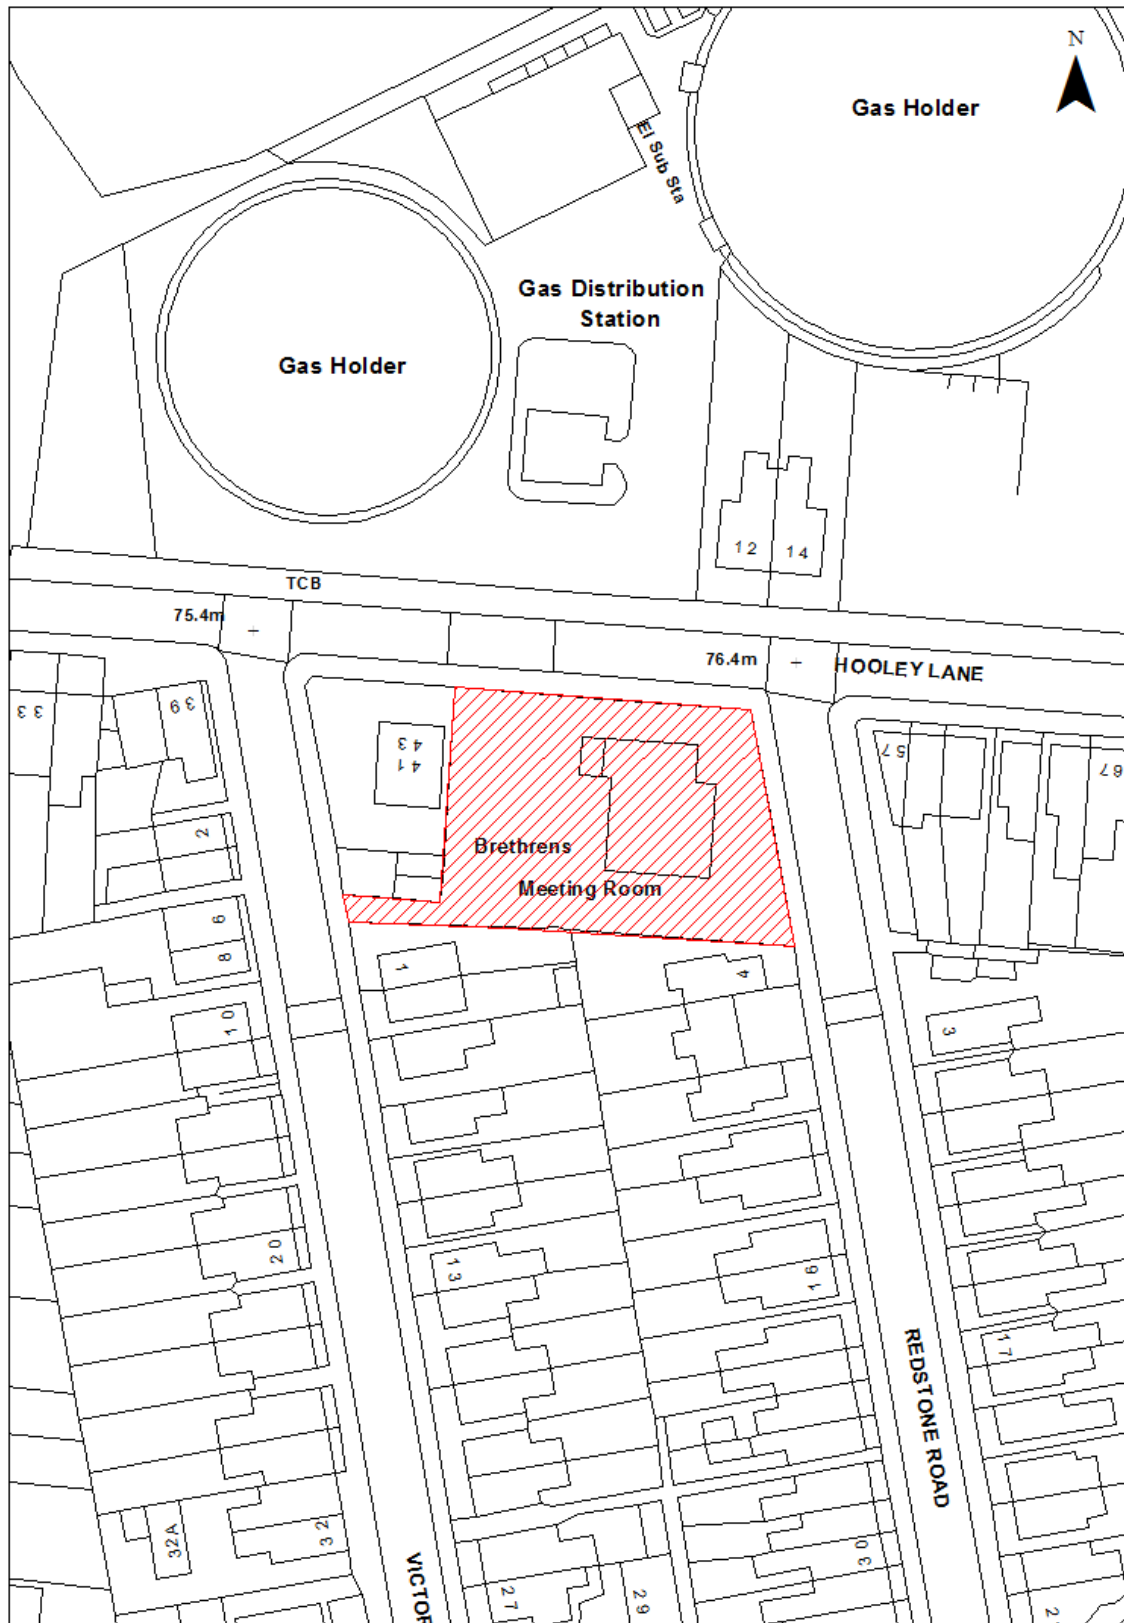 N
Gas Holder
El Sub Sta
Gas Distribution
Station
Gas Holder
12
14
TCB
75.4m
76.4m
HOOLEY LANE
33
39
43
41
57
67
2
Brethrens
Meeting Room
6
8
1
4
10
3
20
13
16
17
REDSTONE ROAD
32A
32
30
VICTOR
27
29